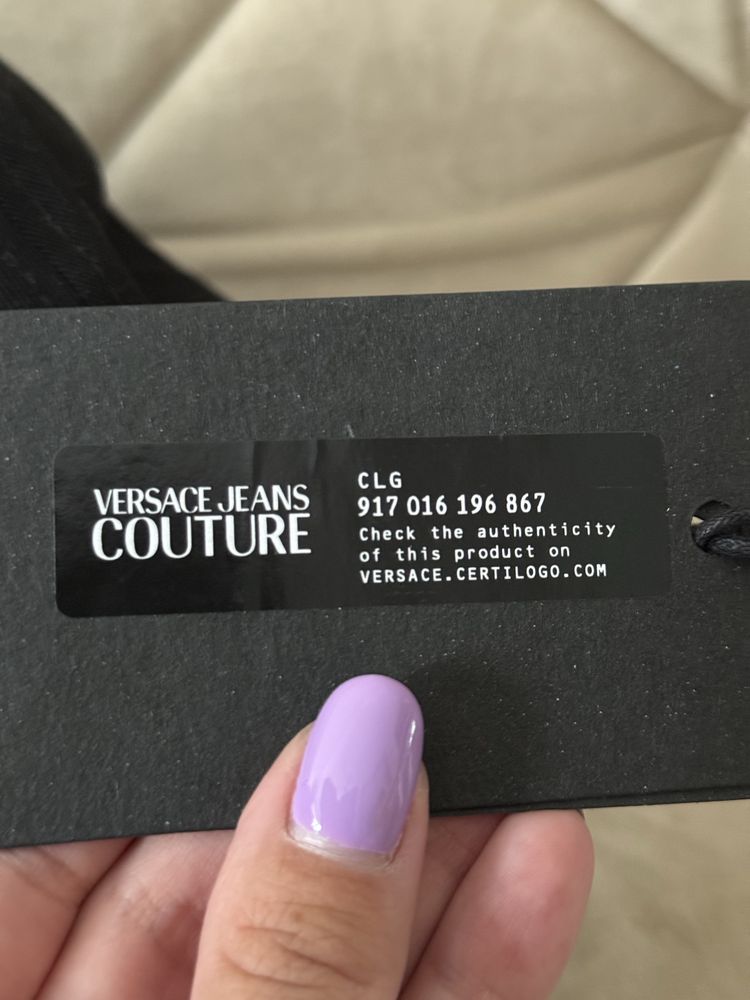 VERSACE JEANS
COUTURE
CLG
917 016 196 867
Check the authenticity
of this product on
VERSACE.CERTILOGO.COM